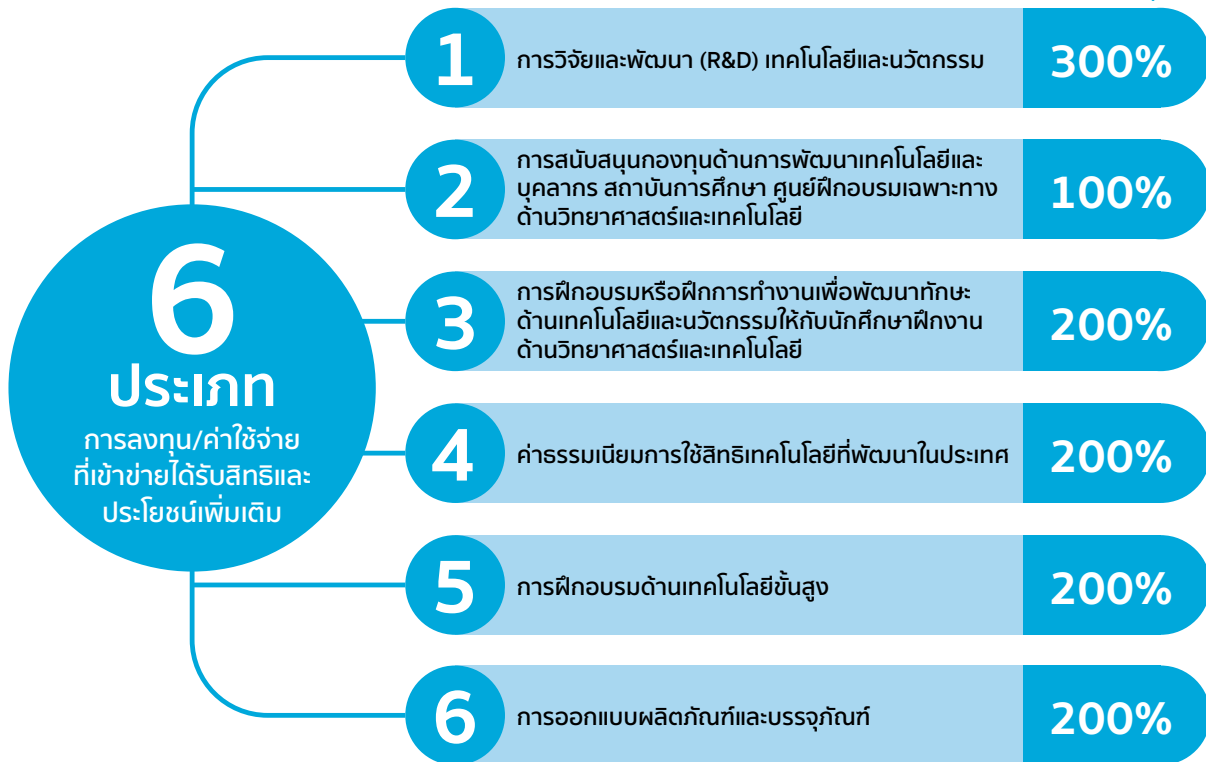 1
การวิจัยและพัฒนา (R&D) เทคโนโลยีและนวัตกรรม
300%
2
การสนับสนุนกองทุนด้านการพัฒนาเทคโนโลยีและ
บุคลากร สถาบันการศึกษา ศูนย์ฝึกอบรมเฉพาะทาง
ด้านวิทยาศาสตร์และเทคโนโลยี
100%
6
ประเภท
การลงทุน/ค่าใช้จ่าย
ที่เข้าข่ายได้รับสิทธิและ
ประโยชน์เพิ่มเติม
3
การฝึกอบรมหรือฝึกการทำงานเพื่อพัฒนาทักษะ
ด้านเทคโนโลยีและนวัตกรรมให้กับนักศึกษาฝึกงาน
ด้านวิทยาศาสตร์และเทคโนโลยี
200%
4
ค่าธรรมเนียมการใช้สิทธิเทคโนโลยีที่พัฒนาในประเทศ
200%
5
การฝึกอบรมด้านเทคโนโลยีขั้นสูง
200%
6
การออกแบบผลิตภัณฑ์และบรรจุภัณฑ์
200%